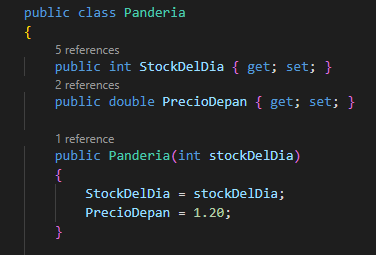 public class Panderia
{
5 references
public int StockDelDia { get; set; }
2 references
public double PrecioDepan { get; set; }
1 reference
public Panderia(int stockDelDia)
{
StockDelDia = stockDelDia;
PrecioDepan = 1.20;
}